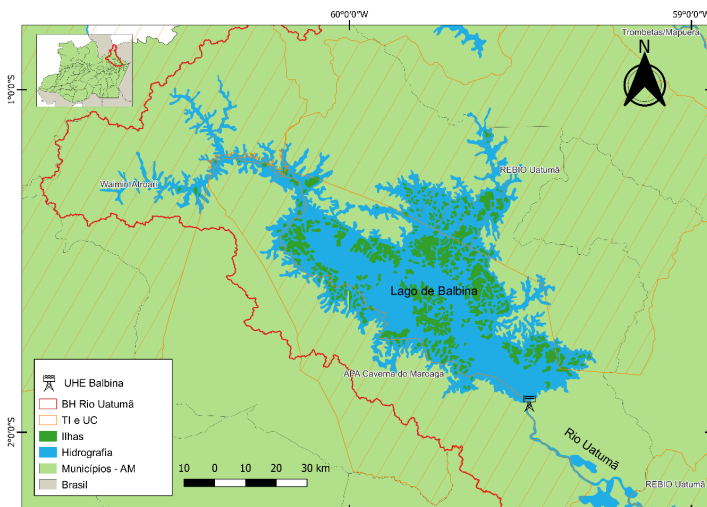 60°0'0"W
59°0'0"W
Trombetas/Mapuera
N
1°0'0"S
REBIO Uatumã
Waimiri Atroari
Lago de Balbina
APA Caverna do Maroaga
UHE Balbina
BH Rio Uatumã
TI e UC
Ilhas
Hidrografia
Municípios - AM
Brasil
2°0'0"S
10 0 10 20 30 km
Rio Uatumã
REBIO Uatumã